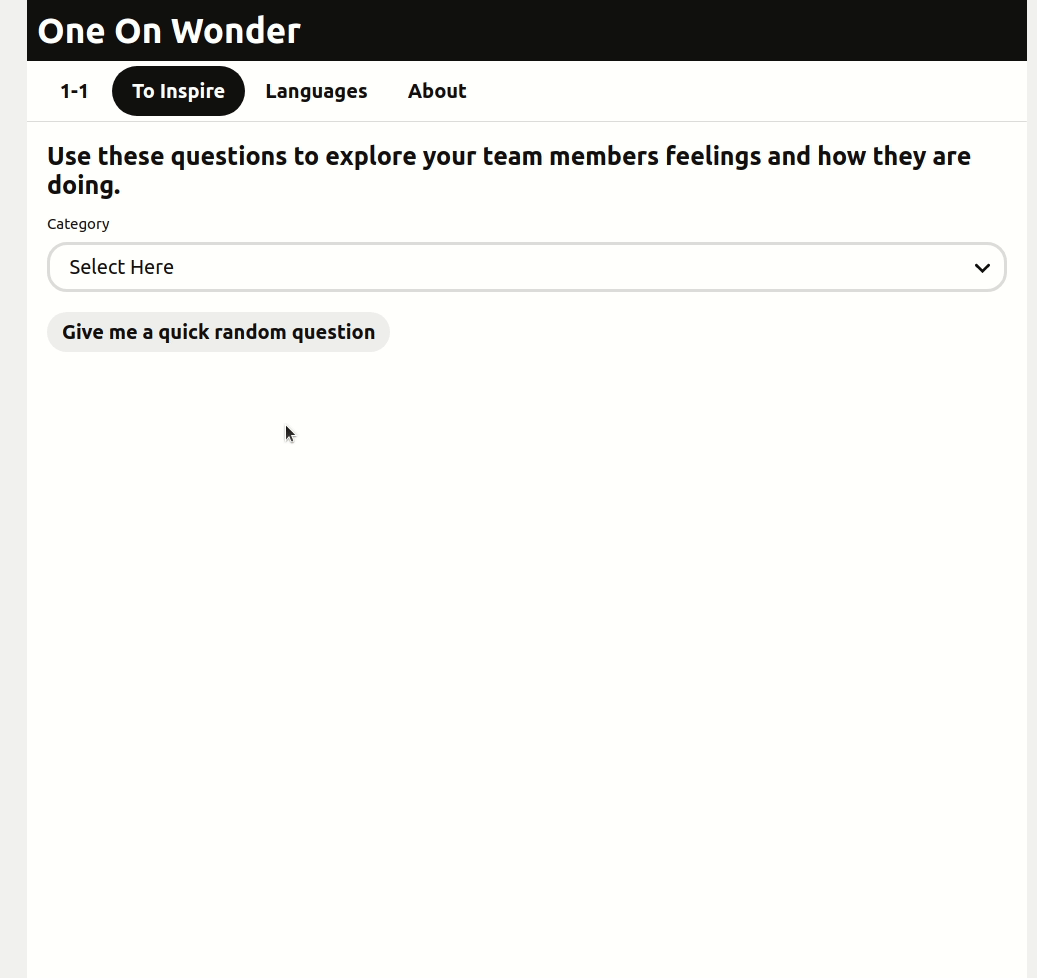 One On Wonder
1-1 To Inspire Languages About
Use these questions to explore your team members feelings and how they are
doing.
Category
Select Here
Give me a quick random question